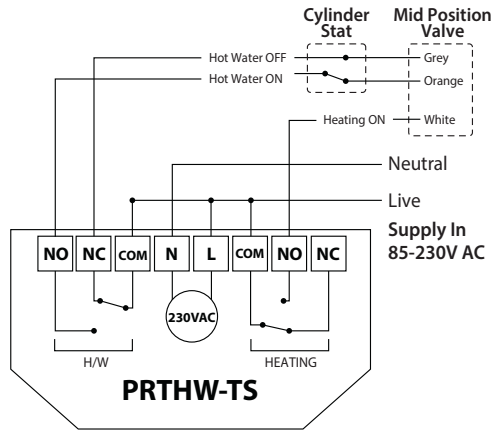 Cylinder
Stat
Mid Position
Valve
Hot Water OFF
Grey
Hot Water ON
Orange
Heating ON
White
Neutral
Live
Supply In
85-230V AC
NO NC COM N L COM NO NC
230VAC
H/W
HEATING
PRTHW-TS